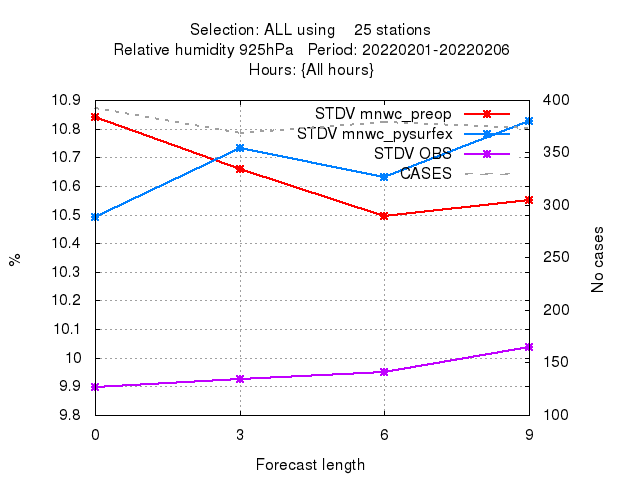 Selection: ALL using 25 stations
Relative humidity 925hPa Period: 20220201-20220206
Hours: {All hours}
STDV mnwc_preop
STDV mnwc_pysurfex
STDV OBS
CASES
10.9
10.8
10.7
10.6
10.5
10.4
10.3
10.2
10.1
10
9.9
9.8
%
400
350
300
250
200
150
100
No cases
0 3 6 9
Forecast length